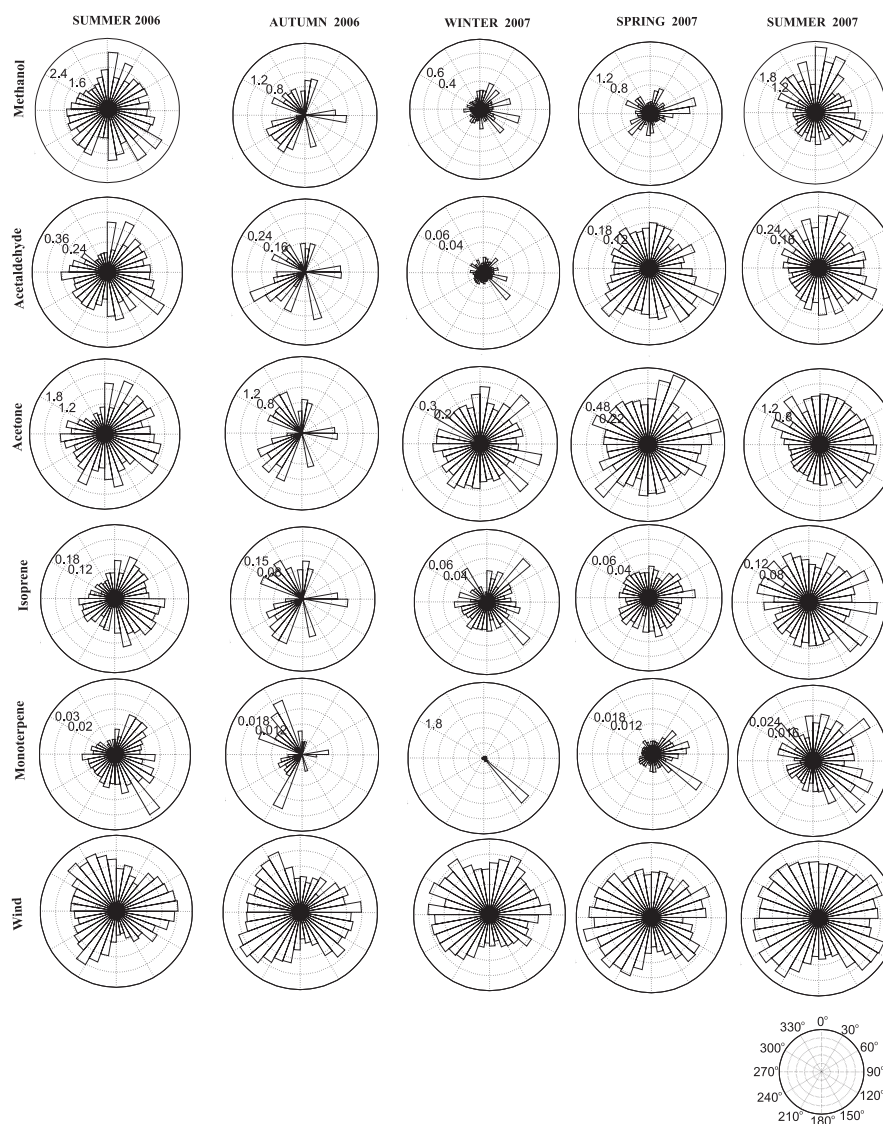 SUMMER 2006 AUTUMN 2006 WINTER 2007 SPRING 2007 SUMMER 2007
Methanol
2.4 1.2 0.6 1.2 1.8
1.6 0.8 0.4 0.8 1.2
Acetaldehyde
0.36 0.24 0.06 0.18 0.24
0.24 0.16 0.04 0.12 0.16
Acetone
1.8 1.2 0.3 0.48 1.2
1.2 0.8 0.2 0.22 0.8
Isoprene
0.18 0.15 0.06 0.06 0.12
0.12 0.06 0.04 0.04 0.08
Monoterpene
0.03 0.018 1,8 0.018 0.024
0.02 0.012 0.012 0.016
Wind
0°
330° 30°
300° 60°
270° 90°
240° 120°
210° 150°
180°